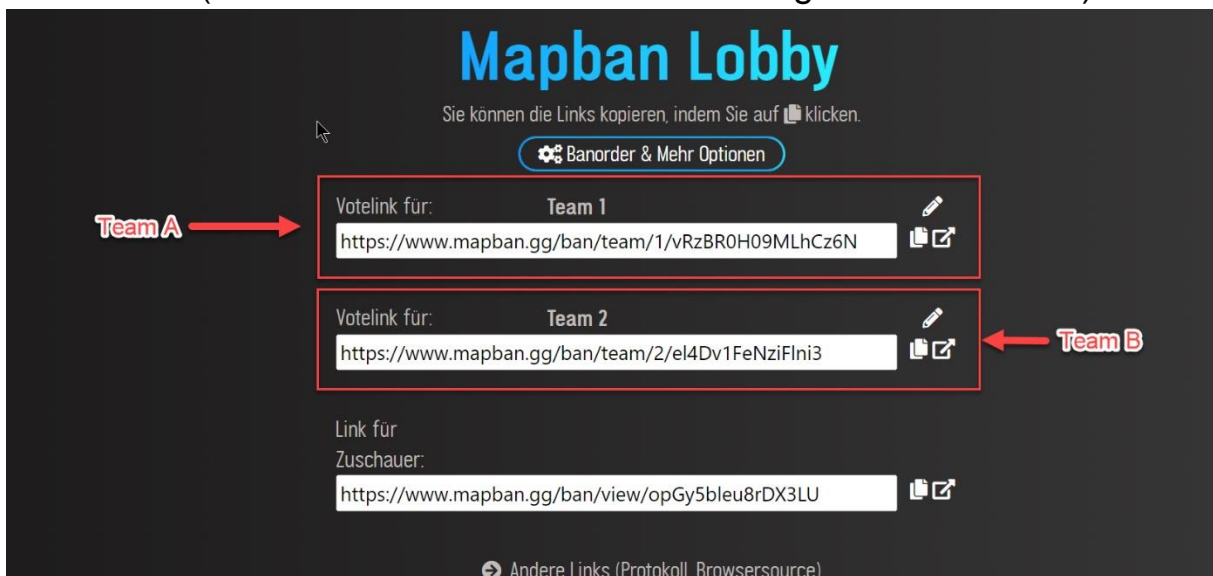 Mapban Lobby
Sie können die Links kopieren, indem Sie auf klicken.
Banorder & Mehr Optionen
Votelink für: Team 1
Team A
https://www.mapban.gg/ban/team/1/vRzBR0H09MLhCz6N
Votelink für: Team 2
https://www.mapban.gg/ban/team/2/el4Dv1FeNziFlni3
Team B
Link für
Zuschauer:
https://www.mapban.gg/ban/view/opGy5bleu8rDX3LU
Andere Links (Protokoll, Browsersource)